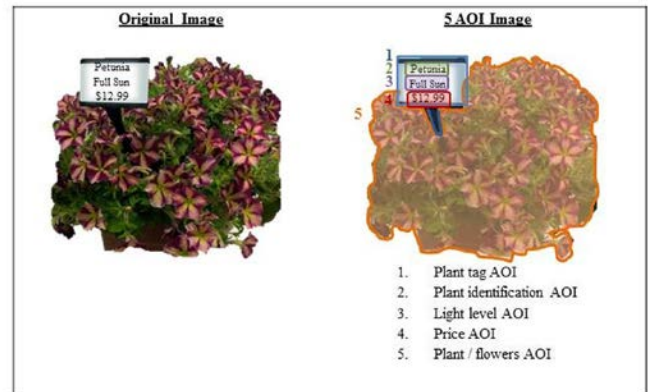 Original Image
Petunia
Full Sun
$12.99
5 AOI Image
1
2
3
4
5
Petunia
Full Sun
$12.99
1. Plant tag AOI
2. Plant identification AOI
3. Light level AOI
4. Price AOI
5. Plant / flowers AOI